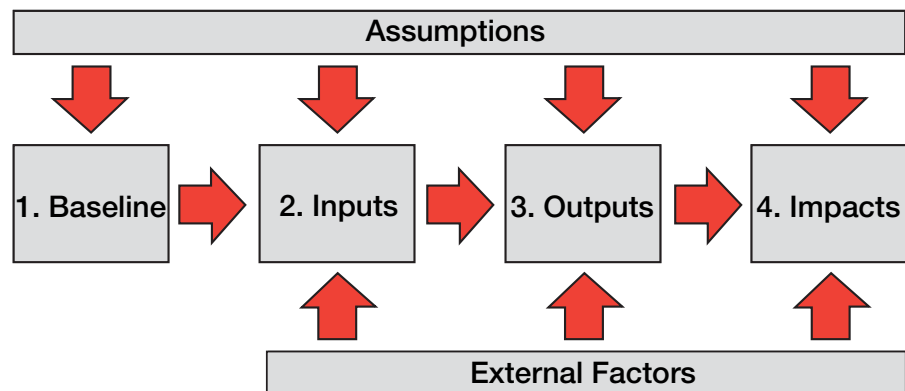 Assumptions
1. Baseline
2. Inputs
3. Outputs
4. Impacts
External Factors